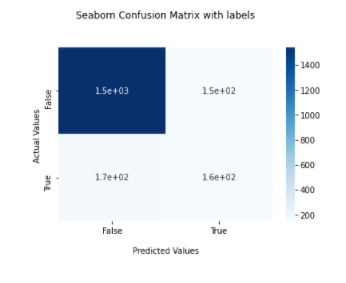 Seaborn Confusion Matrix with labels
1.5e+03 1.5e+02
1.7e+02 1.6e+02
False
True
Actual Values
False True
Predicted Values
1400
1200
1000
800
600
400
200